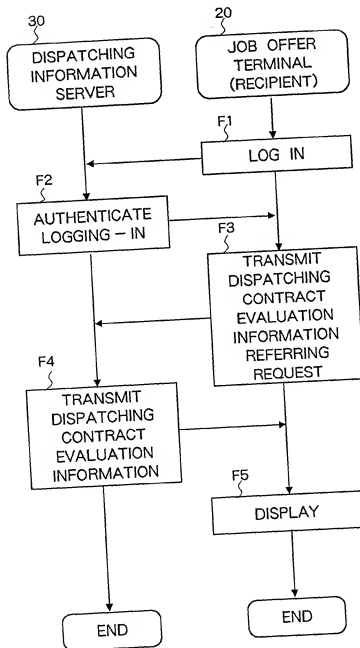 30
DISPATCHING
INFORMATION
SERVER
20
JOB OFFER
TERMINAL
(RECIPIENT)
F1
LOG IN
F2
AUTHENTICATE
LOGGING-IN
F3
TRANSMIT
DISPATCHING
CONTRACT
EVALUATION
INFORMATION
REFERRING
REQUEST
F4
TRANSMIT
DISPATCHING
CONTRACT
EVALUATION
INFORMATION
F5
DISPLAY
END
END